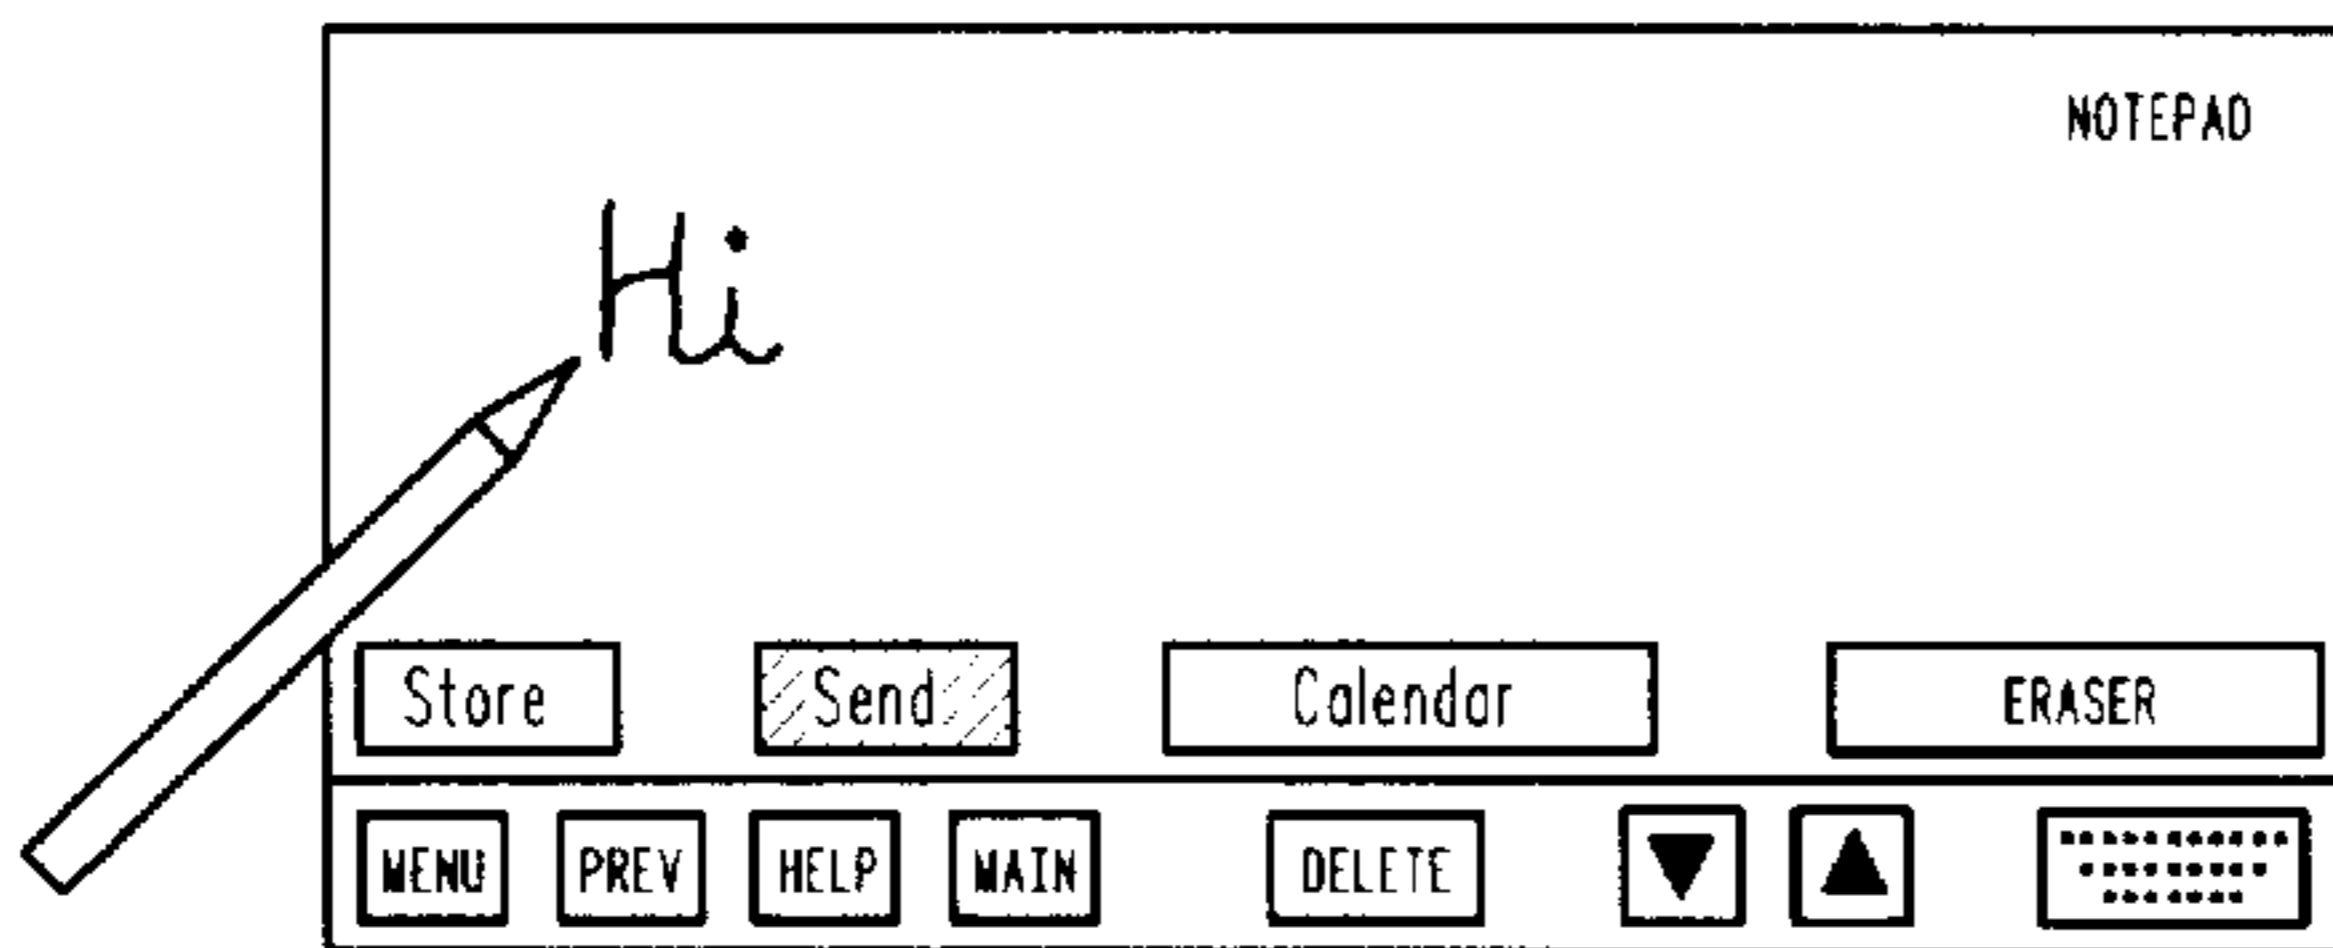 NOTEPAD
Hi
Store Send Calendar ERASER
MENU PREV HELP MAIN DELETE